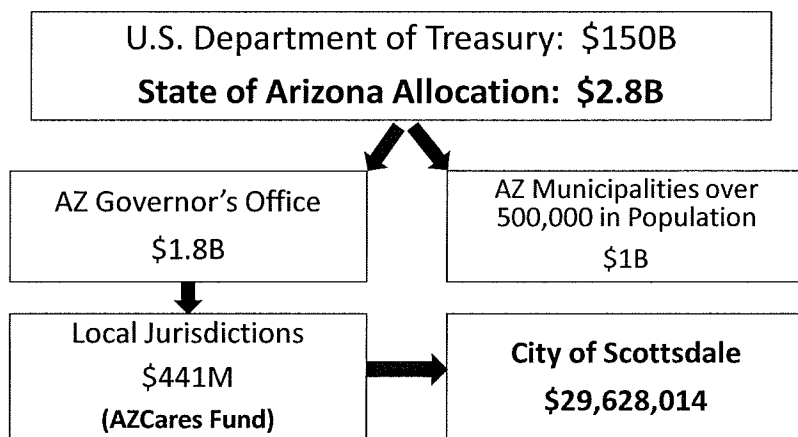 U.S. Department of Treasury: $150B
State of Arizona Allocation: $2.8B
AZ Governor's Office
$1.8B
AZ Municipalities over
500,000 in Population
$1B
Local Jurisdictions
$441M
(AZCares Fund)
City of Scottsdale
$29,628,014